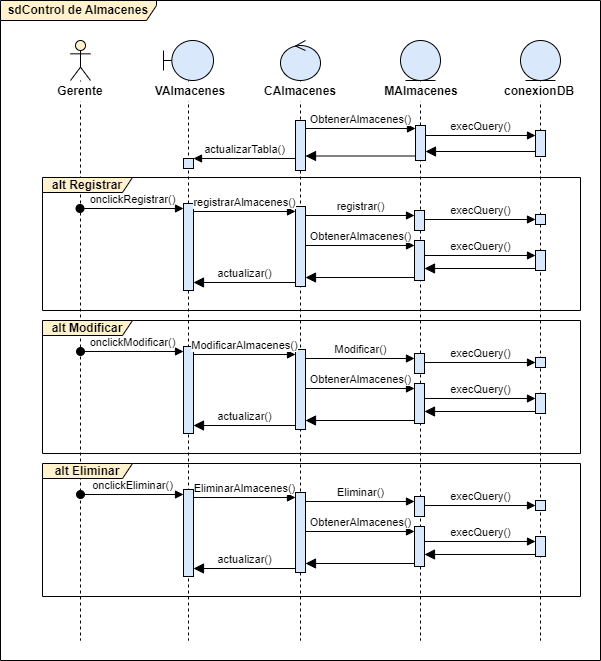 sdControl de Almacenes
Gerente
VAlmacenes
CAlmacenes
MAlmacenes
conexionDB
ObtenerAlmacenes()
execQuery()
actualizarTabla()
alt Registrar
onclickRegistrar()
registrarAlmacenes()
registrar()
execQuery()
ObtenerAlmacenes()
execQuery()
actualizar()
alt Modificar
onclickModificar()
ModificarAlmacenes()
Modificar()
execQuery()
ObtenerAlmacenes()
execQuery()
actualizar()
alt Eliminar
onclickEliminar()
EliminarAlmacenes()
Eliminar()
execQuery()
ObtenerAlmacenes()
execQuery()
actualizar()